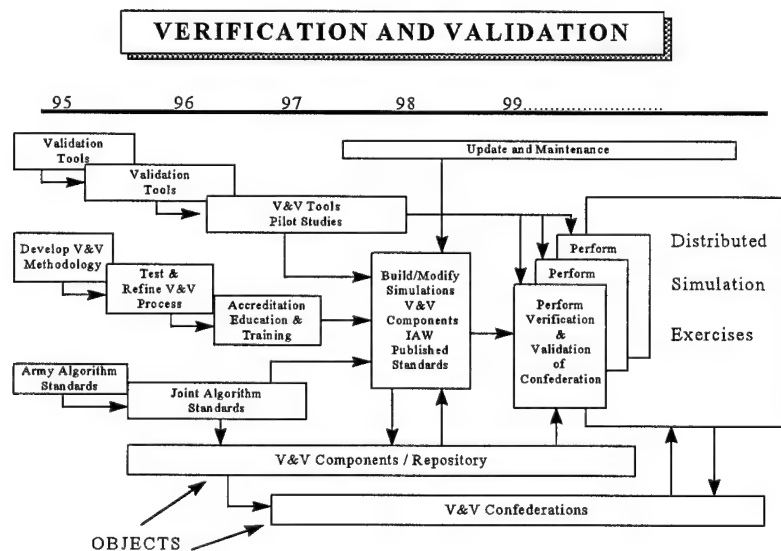 VERIFICATION AND VALIDATION
95 96 97 98 99......................
Validation
Tools
Validation
Tools
V&V Tools
Pilot Studies
Update and Maintenance
Develop V&V
Methodology
Test &
Refine V&V
Process
Accreditation
Education &
Training
Army Algorithm
Standards
Joint Algorithm
Standards
Build/Modify
Simulations
V&V
Components
IAW
Published
Standards
Perform
Perform
Perform
Verification
&
Validation
of
Confederation
Distributed
Simulation
Exercises
V&V Components / Repository
V&V Confederations
OBJECTS